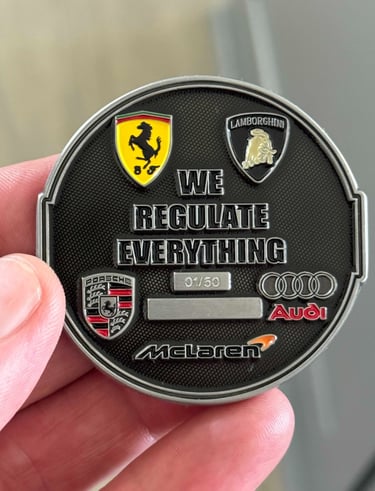 LAMBORGHINI
WE
REGULATE
EVERYTHING
01/50
PORSCHE
Audi
McLaren